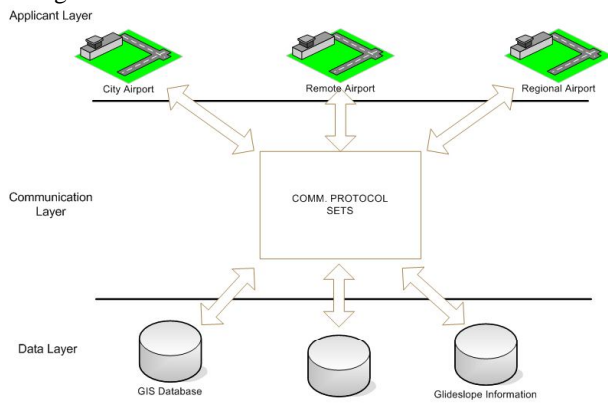 Applicant Layer
City Airport
Remote Airport
Regional Airport
Communication
Layer
COMM. PROTOCOL
SETS
Data Layer
GIS Database
Glideslope Information